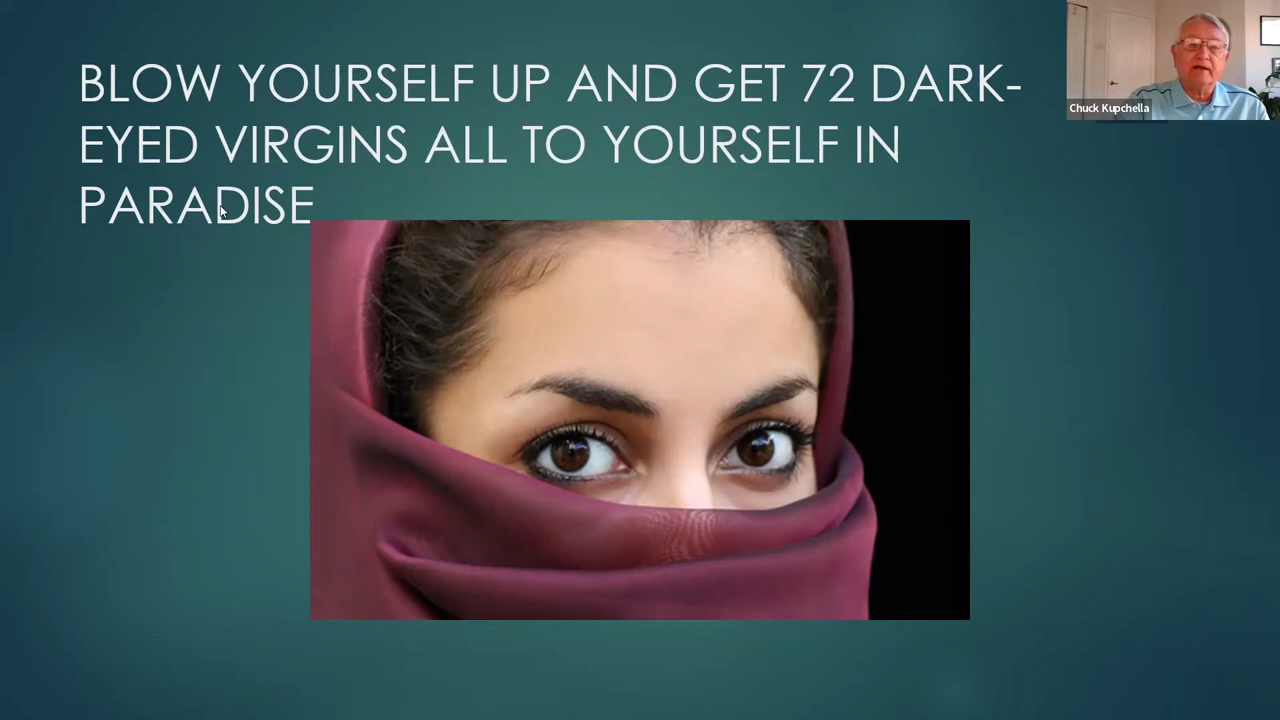 BLOW YOURSELF UP AND GET 72 DARK-
EYED VIRGINS ALL TO YOURSELF IN
PARADISE
Chuck Kupchella